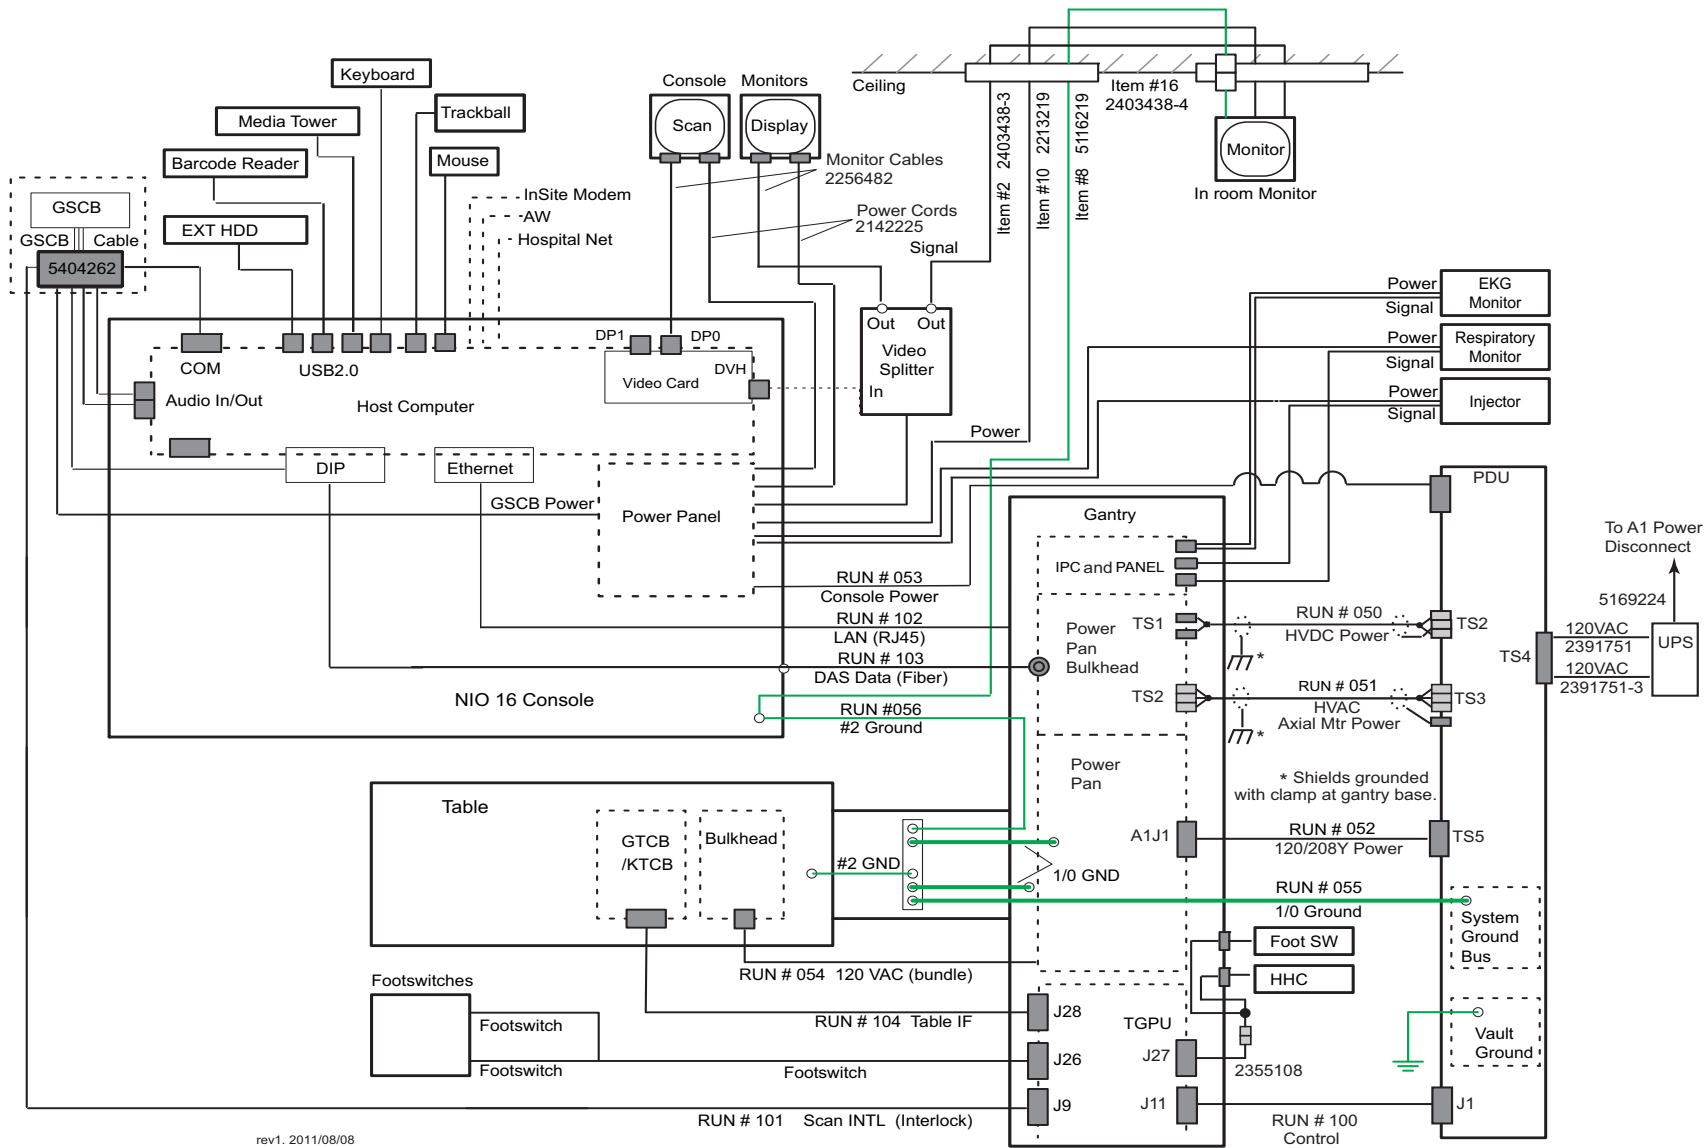 Keyboard
Media Tower
Trackball
Barcode Reader
Mouse
EXT HDD
GSCB
GSCB Cable
5404262
InSite Modem
AW
Hospital Net
Console Monitors
Scan
Display
Monitor Cables
2256482
Power Cords
2142225
Ceiling
Item #2 2403438-3
Item #10 2213219
Item #8 5116219
Item #16
2403438-4
Monitor
In room Monitor
Signal
Out
Out
Video
Splitter
In
Power
Power
Signal
EKG
Monitor
Power
Signal
Respiratory
Monitor
Power
Signal
Injector
COM
USB2.0
DP1
DP0
DVH
Video Card
Audio In/Out
Host Computer
DIP
Ethernet
GSCB Power
Power Panel
NIO 16 Console
RUN # 053
Console Power
RUN # 102
LAN (RJ45)
RUN # 103
DAS Data (Fiber)
RUN #056
#2 Ground
Gantry
IPC and PANEL
Power
Pan
Bulkhead
TS1
TS2
Power
Pan
A1J1
RUN # 050
HVDC Power
*
RUN # 051
HVAC
Axial Mtr Power
*
* Shields grounded
with clamp at gantry base.
RUN # 052
120/208Y Power
RUN # 055
1/0 Ground
PDU
TS2
TS3
TS4
TS5
To A1 Power
Disconnect
5169224
120VAC
2391751
120VAC
2391751-3
UPS
System
Ground
Bus
Vault
Ground
J1
Table
GTCB
/KTCB
Bulkhead
#2 GND
1/0 GND
RUN # 054 120 VAC (bundle)
Foot SW
HHC
Footswitches
Footswitch
Footswitch
Footswitch
RUN # 104 Table IF
J28
J26
J9
TGPU
J27
J11
2355108
RUN # 101 Scan INTL (Interlock)
RUN # 100
Control
rev1. 2011/08/08